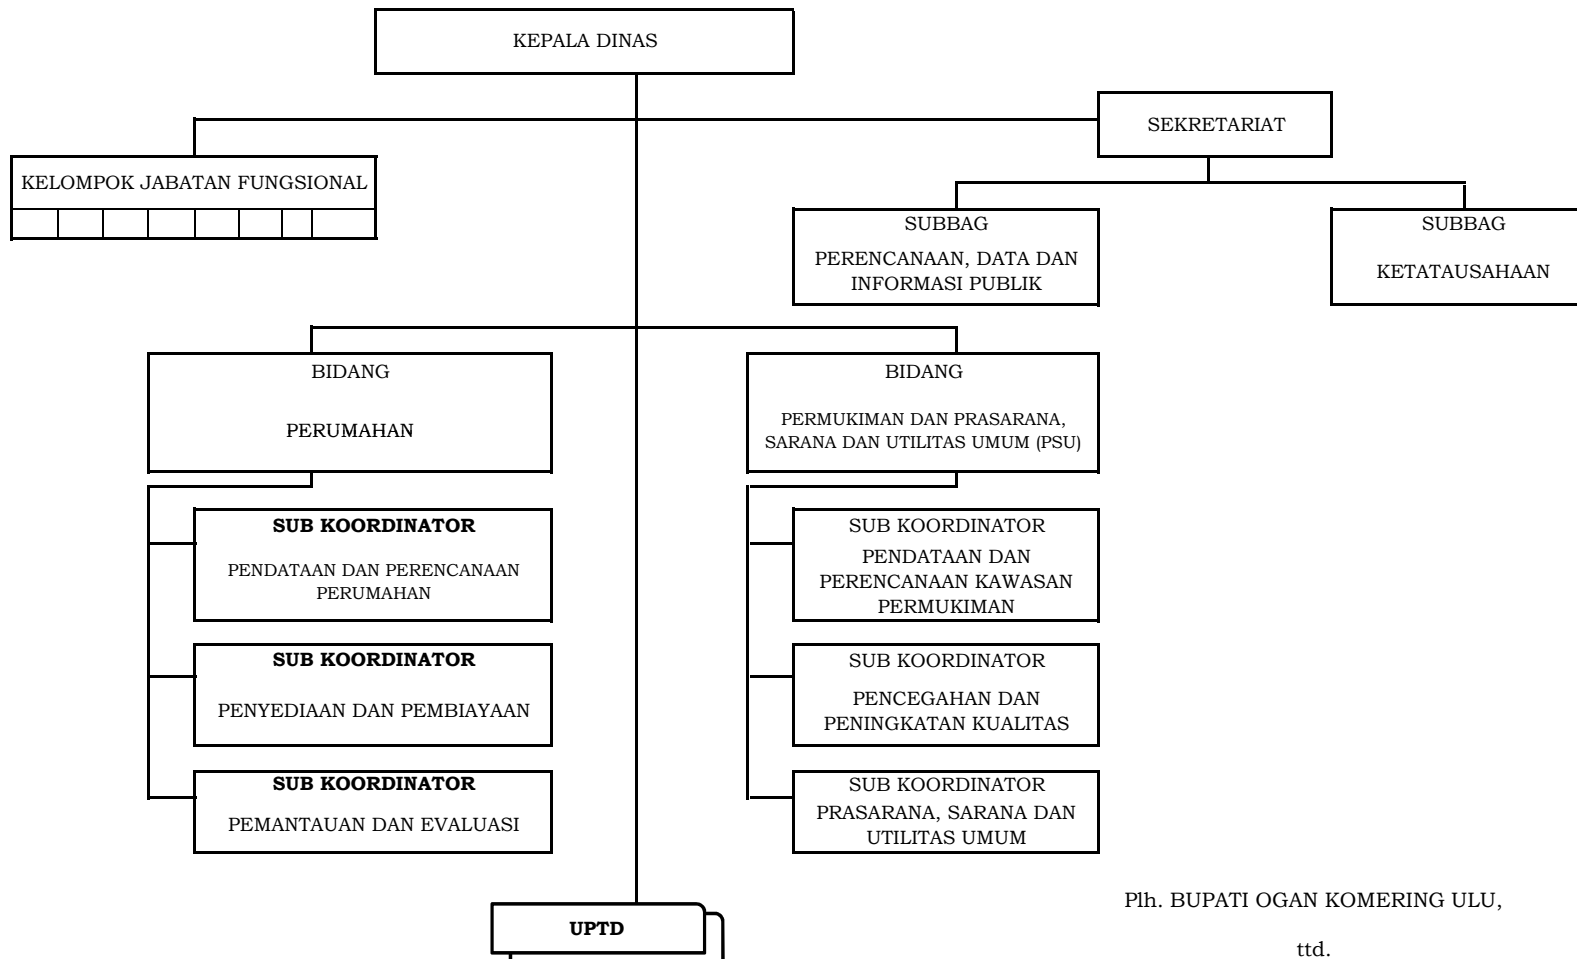 KEPALA DINAS
SEKRETARIAT
KELOMPOK JABATAN FUNGSIONAL
SUBBAG
PERENCANAAN, DATA DAN
INFORMASI PUBLIK
SUBBAG
KETATAUSAHAAN
BIDANG
PERUMAHAN
BIDANG
PERMUKIMAN DAN PRASARANA,
SARANA DAN UTILITAS UMUM (PSU)
SUB KOORDINATOR
PENDATAAN DAN PERENCANAAN
PERUMAHAN
SUB KOORDINATOR
PENYEDIAAN DAN PEMBIAYAAN
SUB KOORDINATOR
PEMANTAUAN DAN EVALUASI
SUB KOORDINATOR
PENDATAAN DAN
PERENCANAAN KAWASAN
PERMUKIMAN
SUB KOORDINATOR
PENCEGAHAN DAN
PENINGKATAN KUALITAS
SUB KOORDINATOR
PRASARANA, SARANA DAN
UTILITAS UMUM
UPTD
Plh. BUPATI OGAN KOMERING ULU,
ttd.